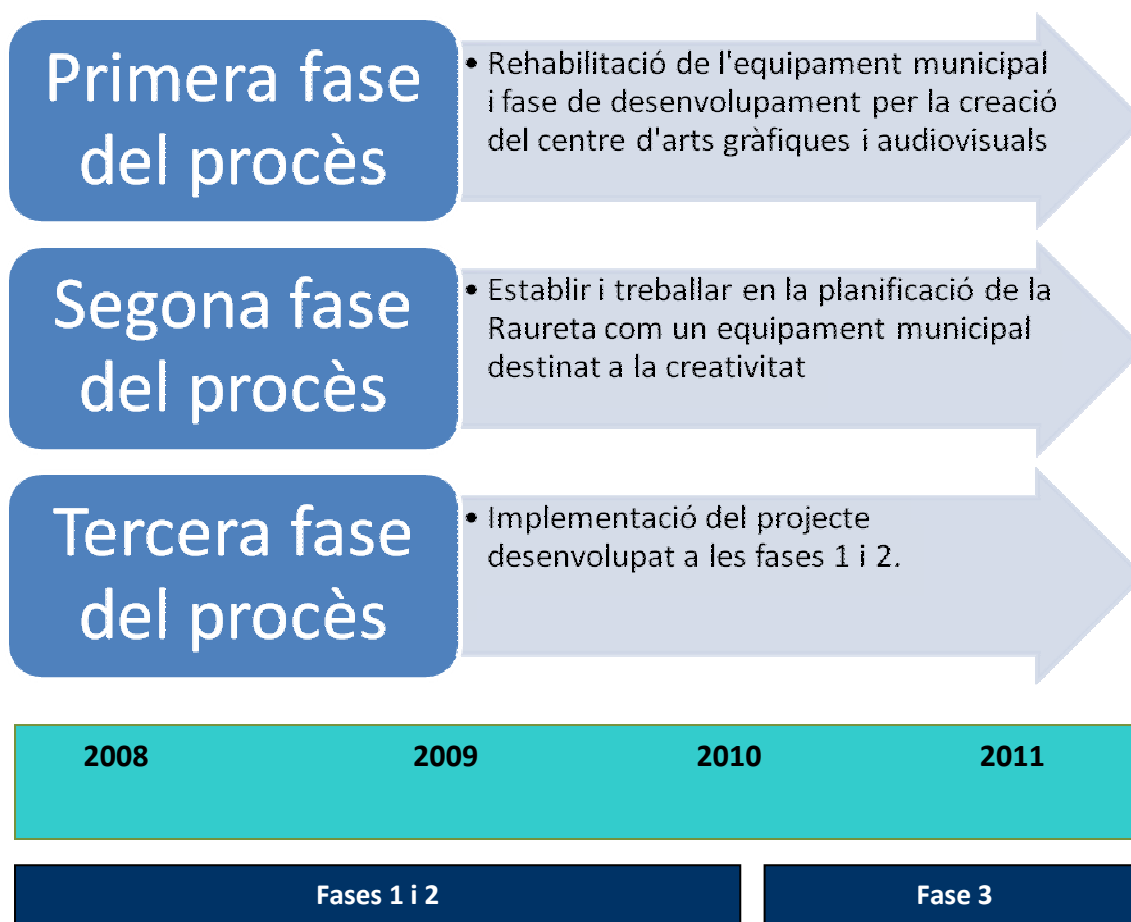 Primera fase
del procès
• Rehabilitació de l'equipament municipal
i fase de desenvolupament per la creació
del centre d'arts gràfiques i audiovisuals
Segona fase
del procès
• Establir i treballar en la planificació de la
Raureta com un equipament municipal
destinat a la creativitat
Tercera fase
del procès
• Implementació del projecte
desenvolupat a les fases 1 i 2.
2008 2009 2010 2011
Fases 1 i 2 Fase 3